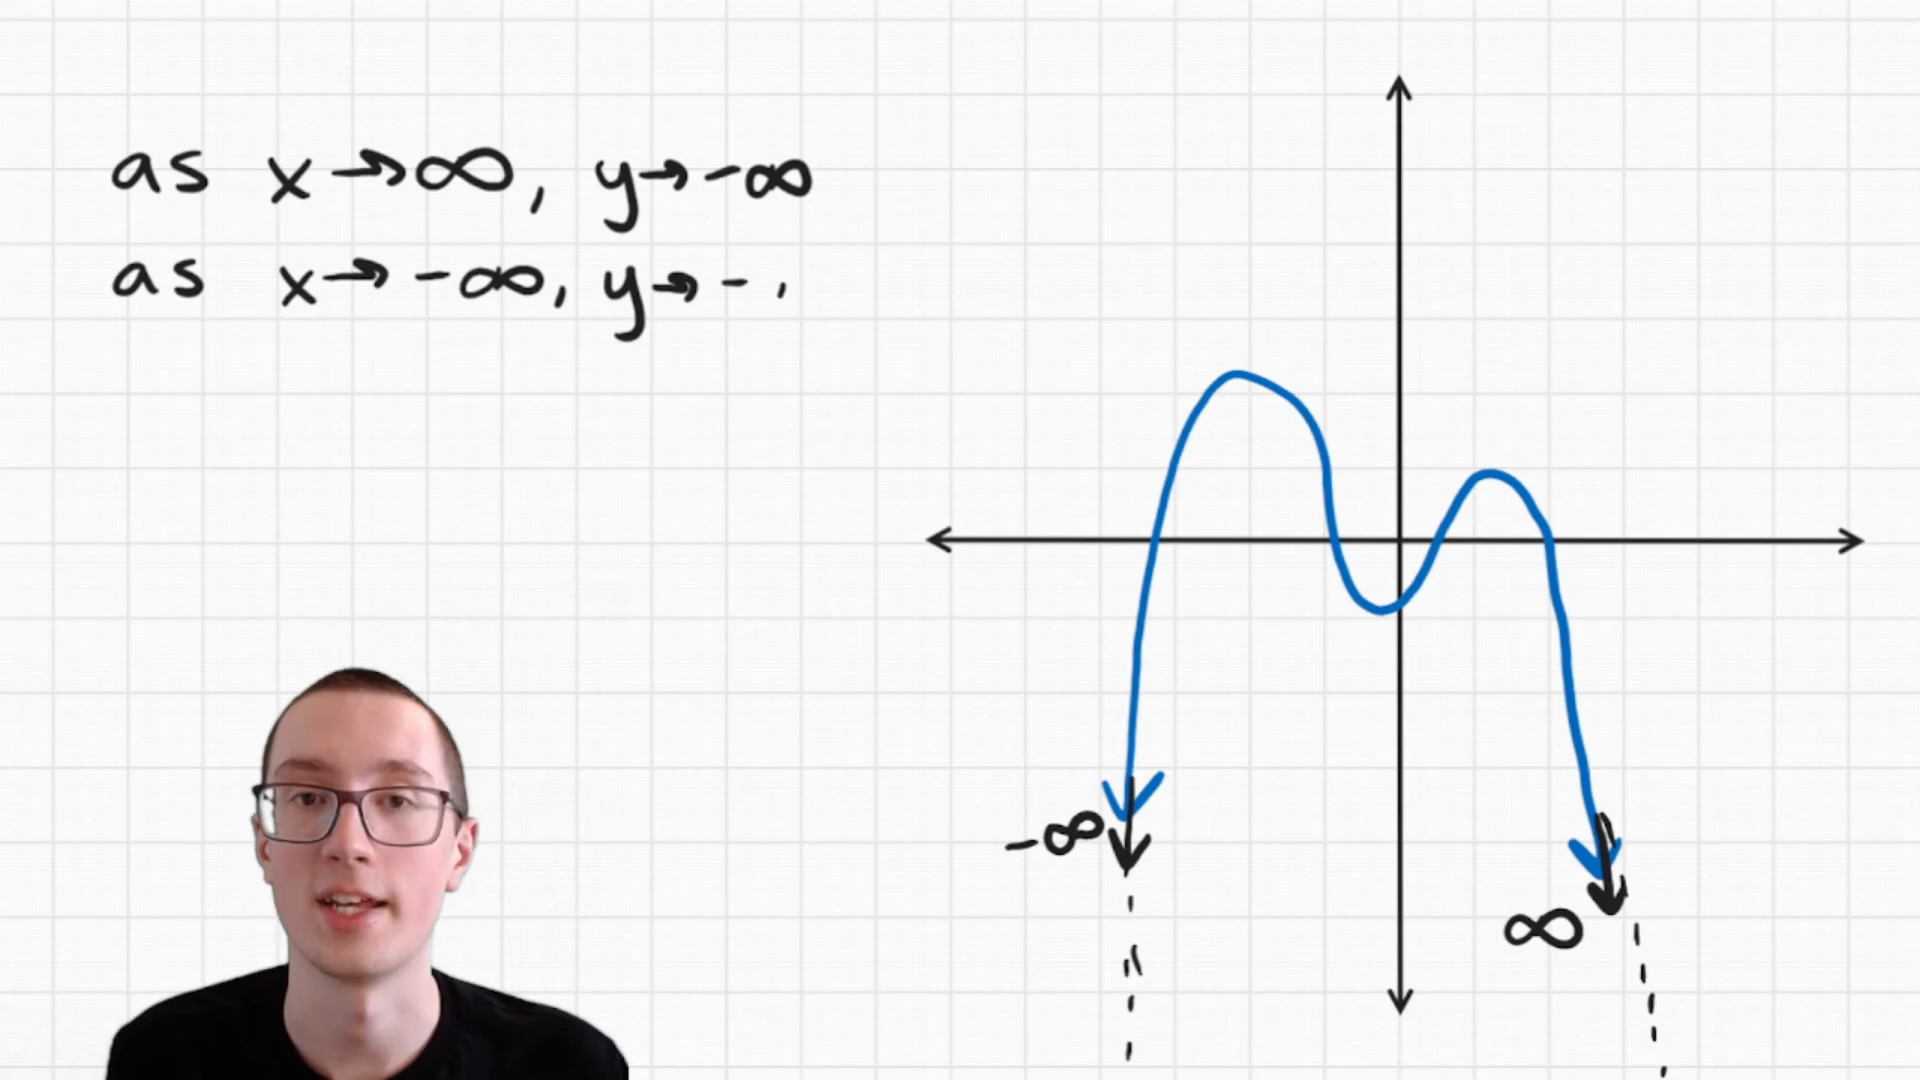 as x→∞, y→-∞
as x→-∞, y→-
-∞
∞